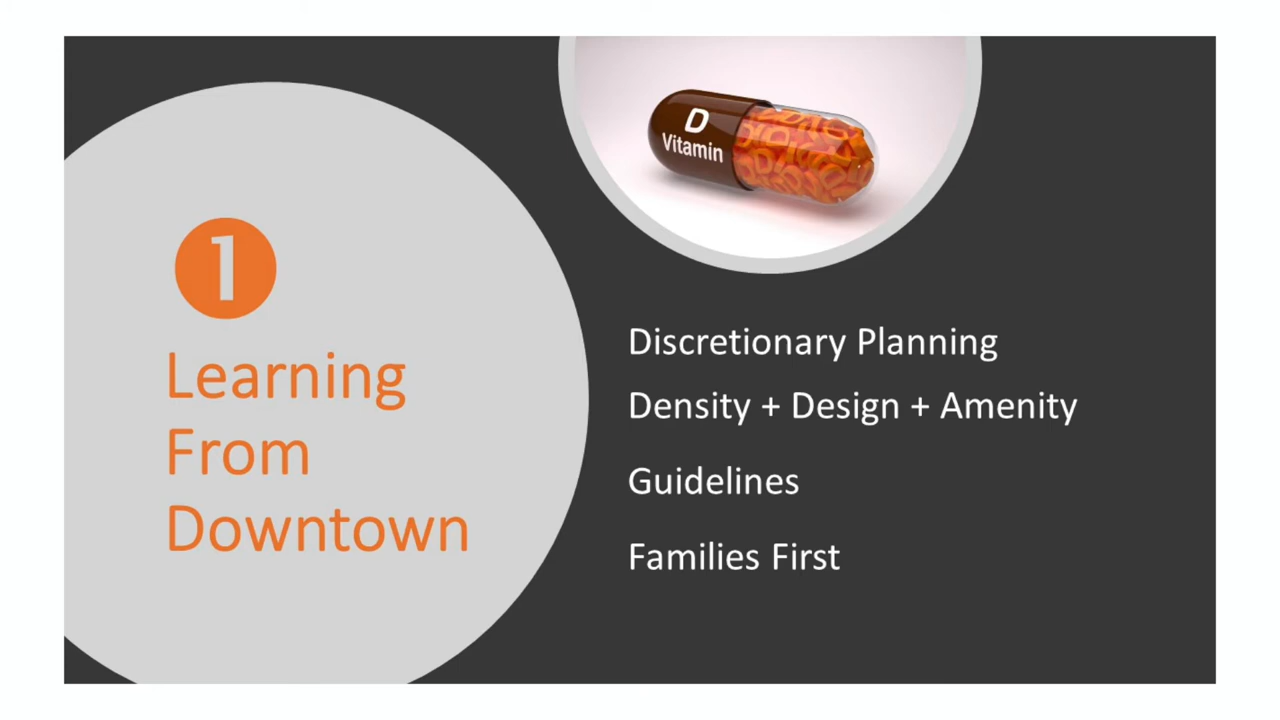 D
Vitamin
1
Learning
From
Downtown
Discretionary Planning
Density + Design + Amenity
Guidelines
Families First